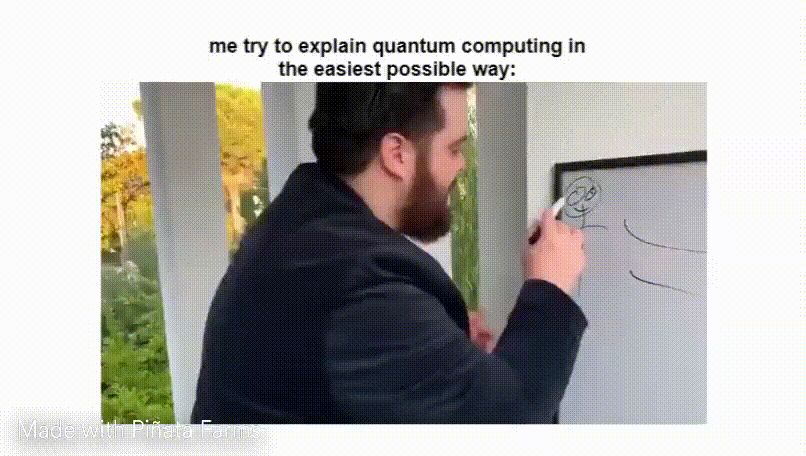 me try to explain quantum computing in
the easiest possible way:
Made with Piñata Farms